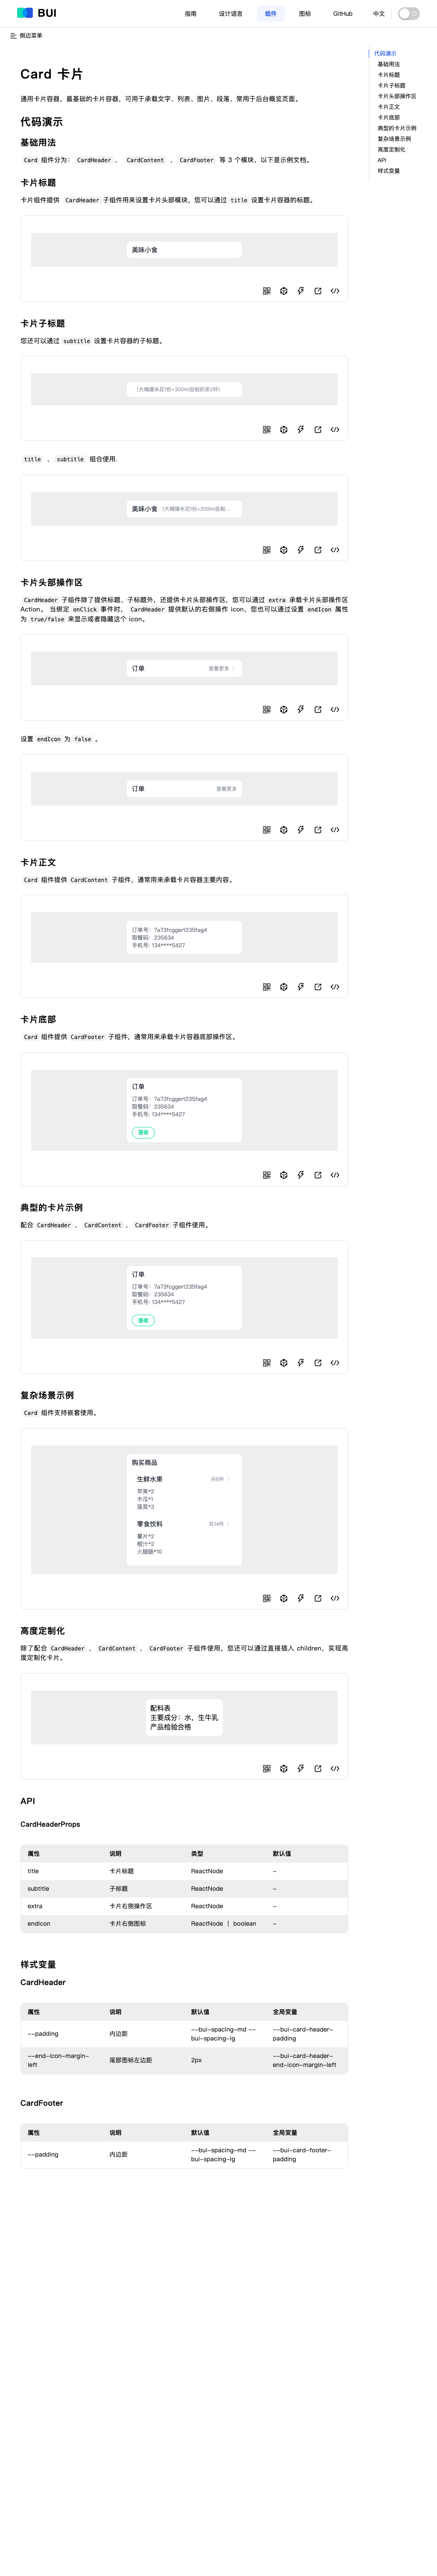 BUI
指南
设计语言
组件
图标
GitHub
中文
侧边菜单
代码演示
基础用法
卡片标题
卡片子标题
卡片头部操作区
卡片正文
卡片底部
典型的卡片示例
复杂场景示例
高度定制化
API
样式变量
Card 卡片
通用卡片容器，最基础的卡片容器，可用于承载文字、列表、图片、段落，常用于后台概览页面。
代码演示
基础用法
Card 组件分为： CardHeader 、 CardContent 、 CardFooter 等 3 个模块，以下是示例文档。
卡片标题
卡片组件提供 CardHeader 子组件用来设置卡片头部模块，您可以通过 title 设置卡片容器的标题。
美味小食
卡片子标题
您还可以通过 subtitle 设置卡片容器的子标题。
(大桶爆米花1份+300ml自制奶茶2杯)
title 、 subtitle 组合使用.
美味小食 (大桶爆米花1份+300ml自制...
卡片头部操作区
CardHeader 子组件除了提供标题、子标题外，还提供卡片头部操作区，您可以通过 extra 承载卡片头部操作区
Action。 当绑定 onClick 事件时， CardHeader 提供默认的右侧操作 icon，您也可以通过设置 endIcon 属性
为 true/false 来显示或者隐藏这个 icon。
订单 查看更多
设置 endIcon 为 false 。
订单 查看更多
卡片正文
Card 组件提供 CardContent 子组件，通常用来承载卡片容器主要内容。
订单号：7a73fcggert235fag4
取餐码：235634
手机号: 134****5427
卡片底部
Card 组件提供 CardFooter 子组件，通常用来承载卡片容器底部操作区。
订单
订单号：7a73fcggert235fag4
取餐码：235634
手机号: 134****5427
典型的卡片示例
配合 CardHeader 、 CardContent 、 CardFooter 子组件使用。
订单
订单号：7a73fcggert235fag4
取餐码：235634
手机号: 134****5427
复杂场景示例
Card 组件支持嵌套使用。
购买商品
生鲜水果 共6件
苹果*2
木瓜*1
菠菜*3
零食饮料 共14件
薯片*2
橙汁*2
火腿肠*10
高度定制化
除了配合 CardHeader 、 CardContent 、 CardFooter 子组件使用，您还可以通过直接插入 children，实现高
度定制化卡片。
配料表
主要成分：水，生牛乳
产品检验合格
API
CardHeaderProps
属性 说明 类型 默认值
title 卡片标题 ReactNode -
subtitle 子标题 ReactNode -
extra 卡片右侧操作区 ReactNode -
endIcon 卡片右侧图标 ReactNode | boolean -
样式变量
CardHeader
属性 说明 默认值 全局变量
--padding 内边距 --bui-spacing-md --bui-spacing-lg --bui-card-header-padding
--end-icon-margin-left 尾部图标左边距 2px --bui-card-header-end-icon-margin-left
CardFooter
属性 说明 默认值 全局变量
--padding 内边距 --bui-spacing-md --bui-spacing-lg --bui-card-footer-padding